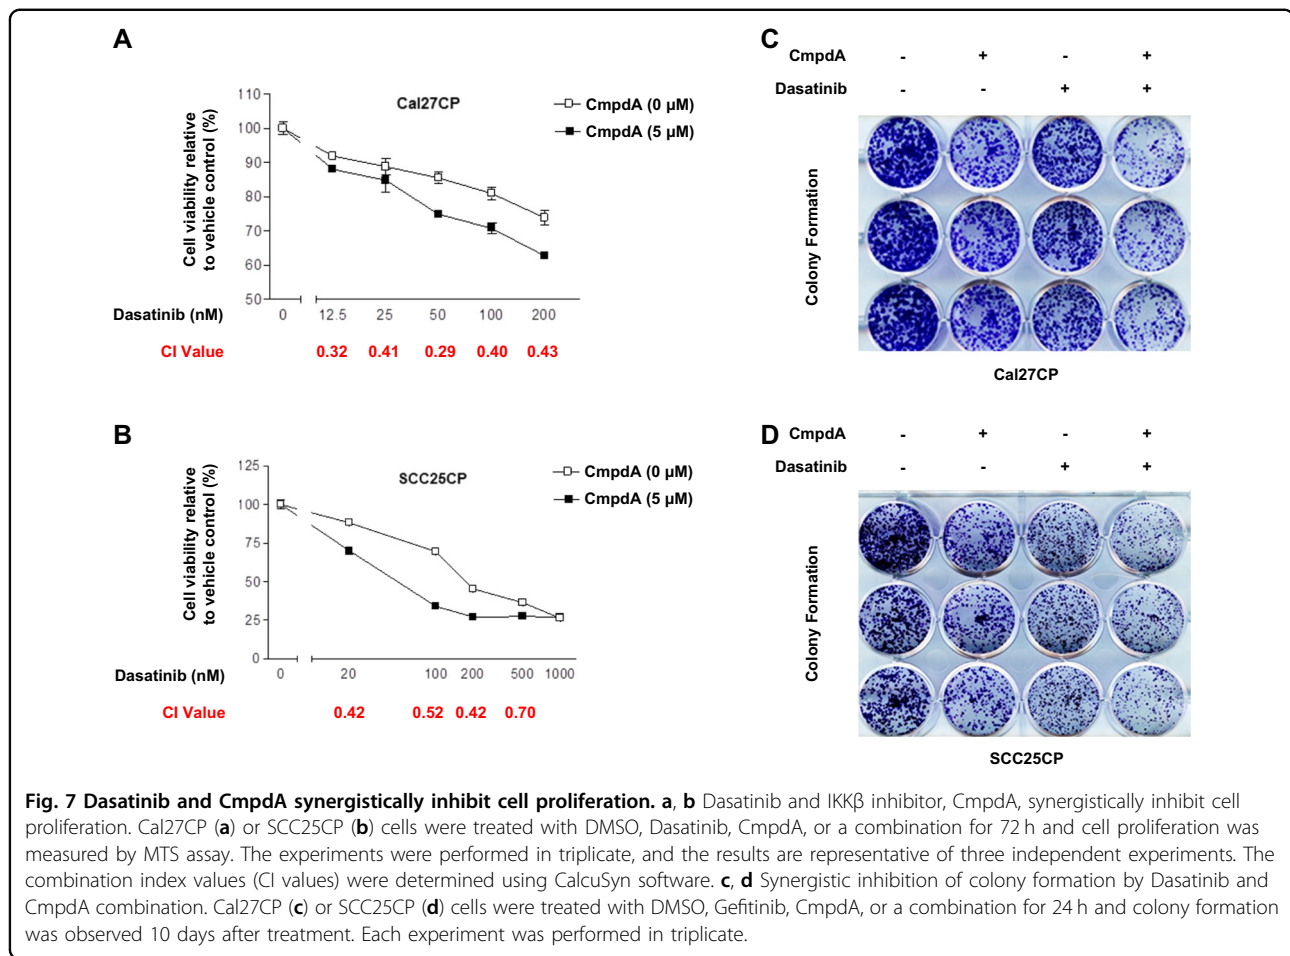 A
Cal27CP
CmpdA (0 µM)
CmpdA (5 µM)
Cell viability relative
to vehicle control (%)
110
100
90
80
70
60
50
Dasatinib (nM) 0 12.5 25 50 100 200
CI Value 0.32 0.41 0.29 0.40 0.43
B
SCC25CP
CmpdA (0 µM)
CmpdA (5 µM)
Cell viability relative
to vehicle control (%)
125
100
75
50
25
0
Dasatinib (nM) 0 20 100 200 500 1000
CI Value 0.42 0.52 0.42 0.70
C
CmpdA - + - +
Dasatinib - - + +
Colony Formation
Cal27CP
D
CmpdA - + - +
Dasatinib - - + +
Colony Formation
SCC25CP
Fig. 7 Dasatinib and CmpdA synergistically inhibit cell proliferation. a, b Dasatinib and IKKβ inhibitor, CmpdA, synergistically inhibit cell
proliferation. Cal27CP (a) or SCC25CP (b) cells were treated with DMSO, Dasatinib, CmpdA, or a combination for 72 h and cell proliferation was
measured by MTS assay. The experiments were performed in triplicate, and the results are representative of three independent experiments. The
combination index values (CI values) were determined using CalcuSyn software. c, d Synergistic inhibition of colony formation by Dasatinib and
CmpdA combination. Cal27CP (c) or SCC25CP (d) cells were treated with DMSO, Gefitinib, CmpdA, or a combination for 24 h and colony formation
was observed 10 days after treatment. Each experiment was performed in triplicate.